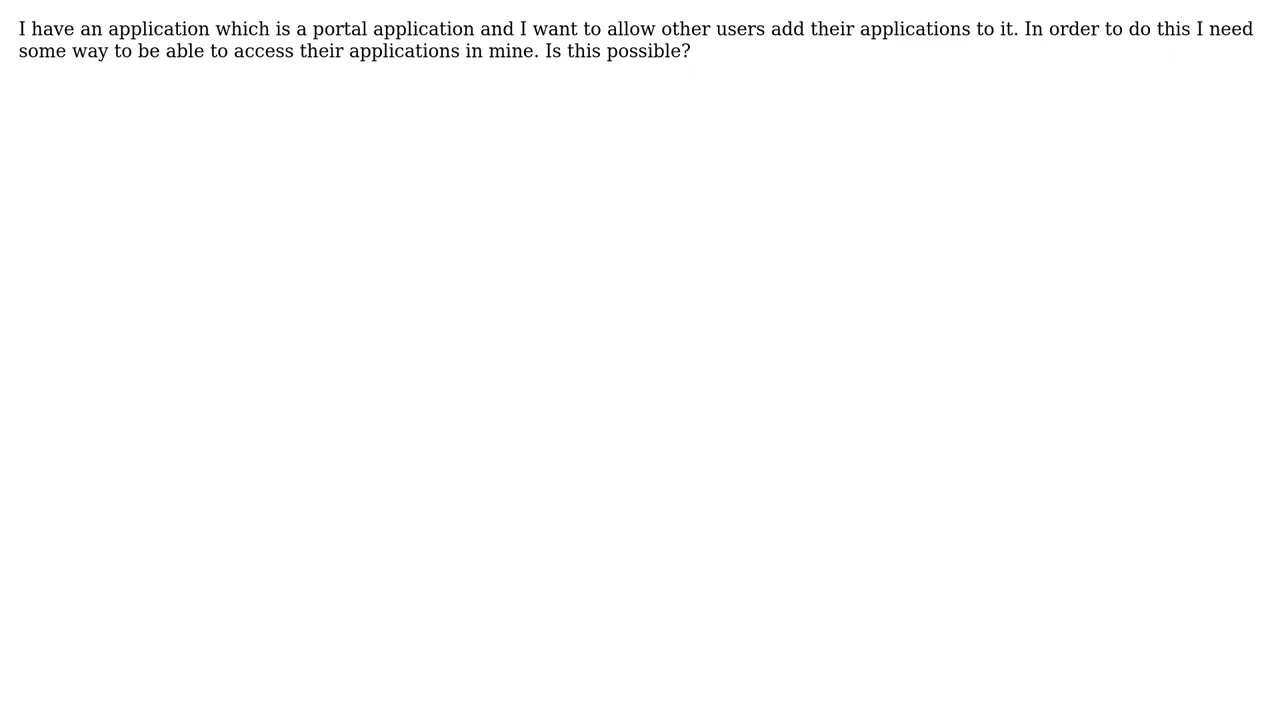 I have an application which is a portal application and I want to allow other users add their applications to it. In order to do this I need
some way to be able to access their applications in mine. Is this possible?